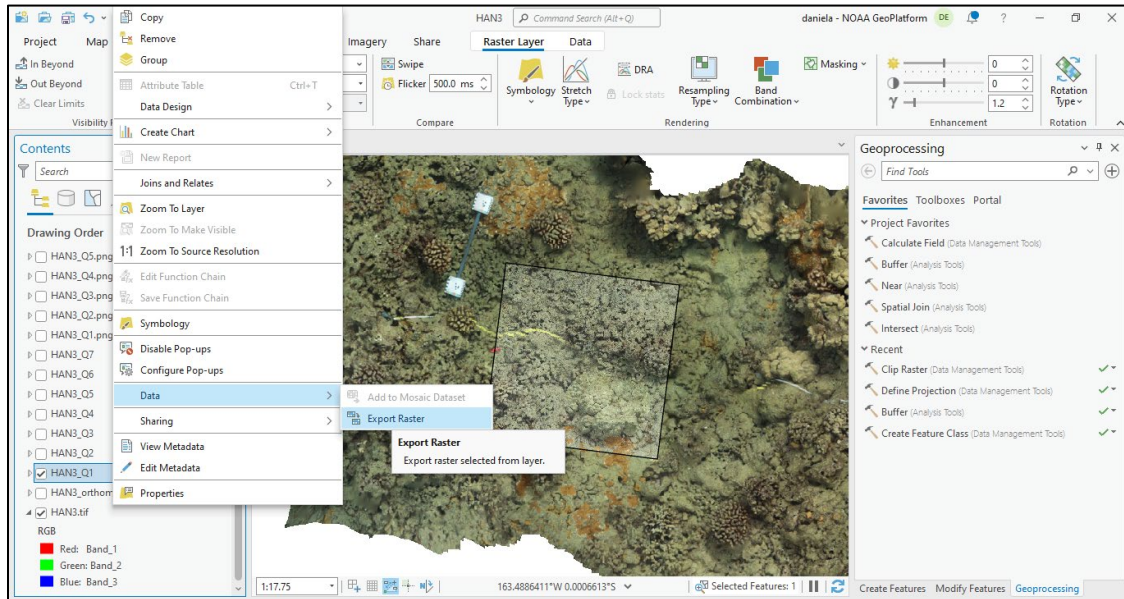 HAN3
Command Search (Alt+Q)
daniela - NOAA GeoPlatform
DE
?
Project
Map
Imagery
Share
Raster Layer
Data
In Beyond
Out Beyond
Clear Limits
Swipe
Flicker 500.0 ms
Compare
Symbology
Stretch Type
DRA
Lock stats
Resampling Type
Band Combination
Rendering
Masking
0
0
1.2
Enhancement
Rotation Type
Rotation
Copy
Remove
Group
Attribute Table Ctrl+T
Data Design
Create Chart
New Report
Joins and Relates
Zoom To Layer
Zoom To Make Visible
1:1 Zoom To Source Resolution
Edit Function Chain
Save Function Chain
Symbology
Disable Pop-ups
Configure Pop-ups
Data
Sharing
View Metadata
Edit Metadata
Properties
Add to Mosaic Dataset
Export Raster
Export Raster
Export raster selected from layer.
Contents
Search
Drawing Order
HAN3_Q5.png
HAN3_Q4.png
HAN3_Q3.png
HAN3_Q2.png
HAN3_Q1.png
HAN3_Q7
HAN3_Q6
HAN3_Q5
HAN3_Q4
HAN3_Q3
HAN3_Q2
HAN3_Q1
HAN3.tif
RGB
Red: Band_1
Green: Band_2
Blue: Band_3
1:17.75
163.4886411°W 0.0006613°S
Selected Features: 1
Geoprocessing
Find Tools
Favorites Toolboxes Portal
Project Favorites
Calculate Field (Data Management Tools)
Buffer (Analysis Tools)
Near (Analysis Tools)
Spatial Join (Analysis Tools)
Intersect (Analysis Tools)
Recent
Clip Raster (Data Management Tools)
Define Projection (Data Management Tools)
Buffer (Analysis Tools)
Create Feature Class (Data Management Tools)
Create Features Modify Features Geoprocessing